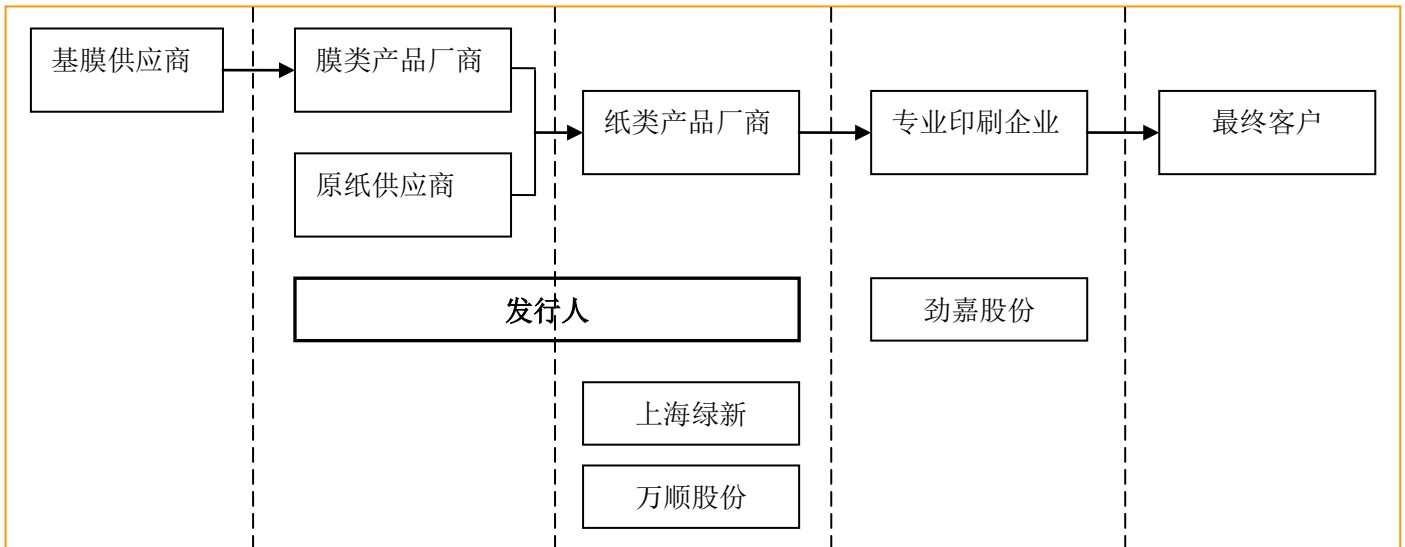 基膜供应商
膜类产品厂商
纸类产品厂商
专业印刷企业
最终客户
原纸供应商
发行人
劲嘉股份
上海绿新
万顺股份